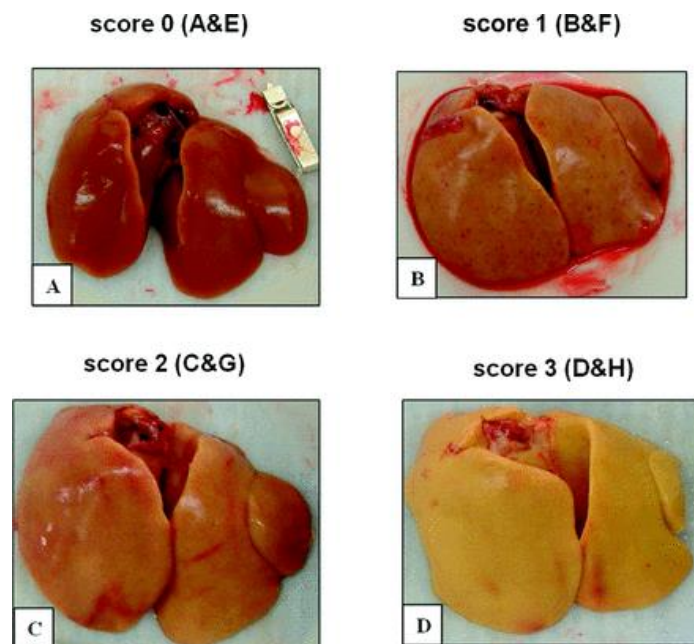 score 0 (A&E)
score 1 (B&F)
A
B
score 2 (C&G)
score 3 (D&H)
C
D